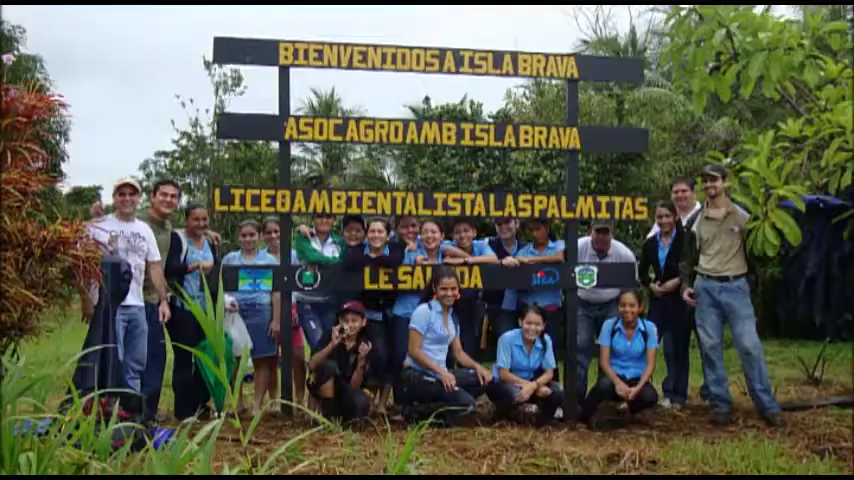 BIENVENIDOS A ISLA BRAVA
ASOCAGROAMB ISLA BRAVA
LICEO AMBIENTALISTA LAS PALMITAS
LE SALUDA